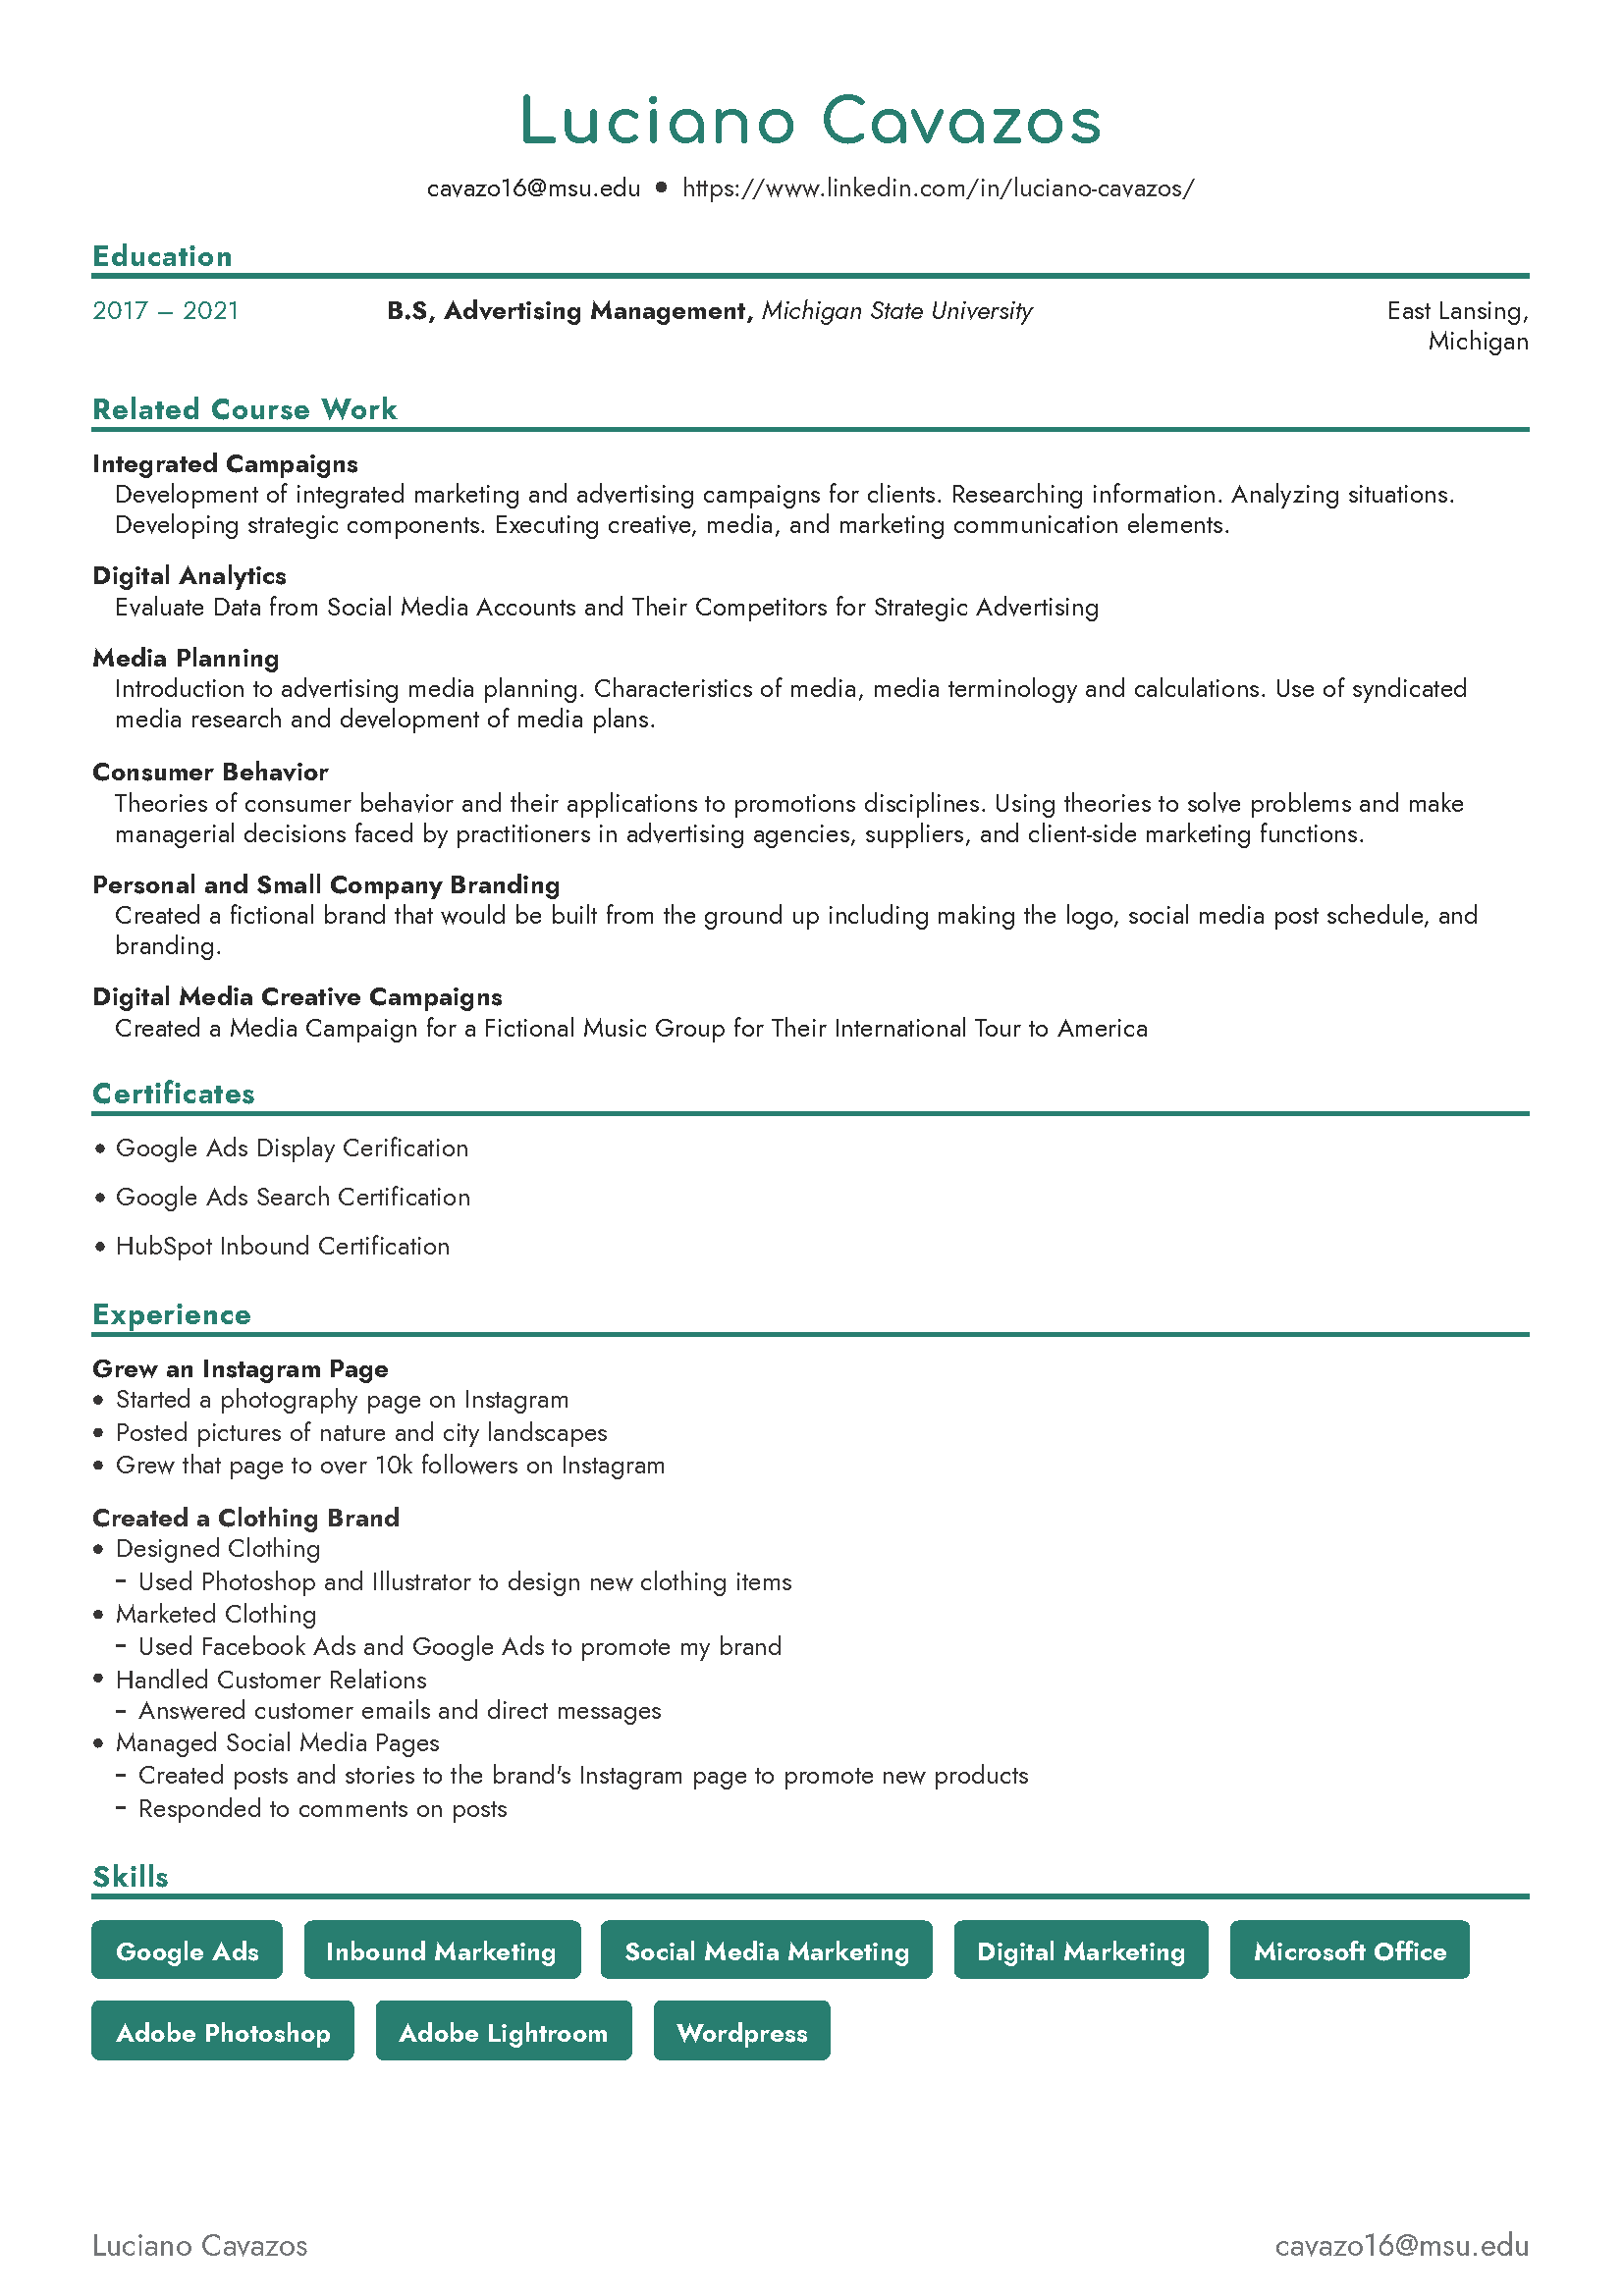 Luciano Cavazos
cavazo16@msu.edu • https://www.linkedin.com/in/luciano-cavazos/
Education
2017 – 2021 B.S, Advertising Management, Michigan State University East Lansing,
Michigan
Related Course Work
Integrated Campaigns
Development of integrated marketing and advertising campaigns for clients. Researching information. Analyzing situations.
Developing strategic components. Executing creative, media, and marketing communication elements.
Digital Analytics
Evaluate Data from Social Media Accounts and Their Competitors for Strategic Advertising
Media Planning
Introduction to advertising media planning. Characteristics of media, media terminology and calculations. Use of syndicated
media research and development of media plans.
Consumer Behavior
Theories of consumer behavior and their applications to promotions disciplines. Using theories to solve problems and make
managerial decisions faced by practitioners in advertising agencies, suppliers, and client-side marketing functions.
Personal and Small Company Branding
Created a fictional brand that would be built from the ground up including making the logo, social media post schedule, and
branding.
Digital Media Creative Campaigns
Created a Media Campaign for a Fictional Music Group for Their International Tour to America
Certificates
• Google Ads Display Cerification
• Google Ads Search Certification
• HubSpot Inbound Certification
Experience
Grew an Instagram Page
• Started a photography page on Instagram
• Posted pictures of nature and city landscapes
• Grew that page to over 10k followers on Instagram
Created a Clothing Brand
• Designed Clothing
– Used Photoshop and Illustrator to design new clothing items
• Marketed Clothing
– Used Facebook Ads and Google Ads to promote my brand
• Handled Customer Relations
– Answered customer emails and direct messages
• Managed Social Media Pages
– Created posts and stories to the brand's Instagram page to promote new products
– Responded to comments on posts
Skills
Google Ads Inbound Marketing Social Media Marketing Digital Marketing Microsoft Office
Adobe Photoshop Adobe Lightroom Wordpress
Luciano Cavazos cavazo16@msu.edu